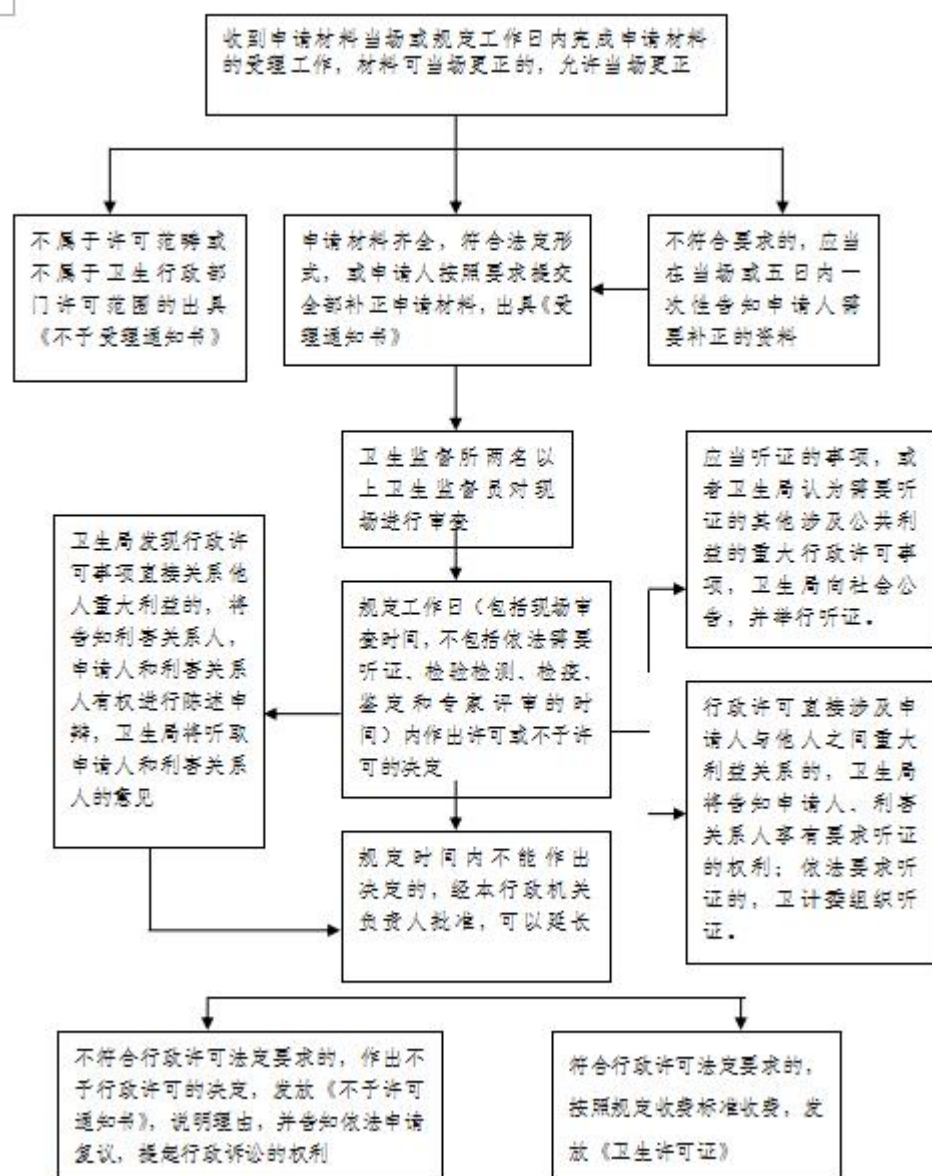 收到申请材料当场或规定工作日内完成申请材料
的受理工作，材料可当场更正的，允许当场更正
不属于许可范畴或
不属于卫生行政部
门许可范围的出具
《不予受理通知书》
申请材料齐全，符合法定形
式，或申请人按照要求提交
全部补正申请材料，出具《受
理通知书》
不符合要求的，应当
在当场或五日内一
次性告知申请人需
要补正的资料
卫生监督所两名以
上卫生监督员对现
场进行审查
应当听证的事项，或
者卫生局认为需要听
证的其他涉及公共利
益的重大行政许可事
项，卫生局向社会公
告，并举行听证。
卫生局发现行政许
可事项直接关系他
人重大利益的，将
告知利害关系人，
申请人和利害关系
人有权进行陈述申
辩，卫生局将听取
申请人和利害关系
人的意见
规定工作日（包括现场审
查时间，不包括依法需要
听证、检验检测、检疫、
鉴定和专家评审的时
间）内作出许可或不予许
可的决定
行政许可直接涉及申
请人与他人之间重大
利益关系的，卫生局
将告知申请人、利害
关系人享有要求听证
的权利；依法要求听
证的，卫计委组织听
证。
规定时间内不能作出
决定的，经本行政机关
负责人批准，可以延长
不符合行政许可法定要求的，作出不
予行政许可的决定，发放《不予许可
通知书》，说明理由，并告知依法申请
复议，提起行政诉讼的权利
符合行政许可法定要求的，
按照规定收费标准收费，发
放《卫生许可证》